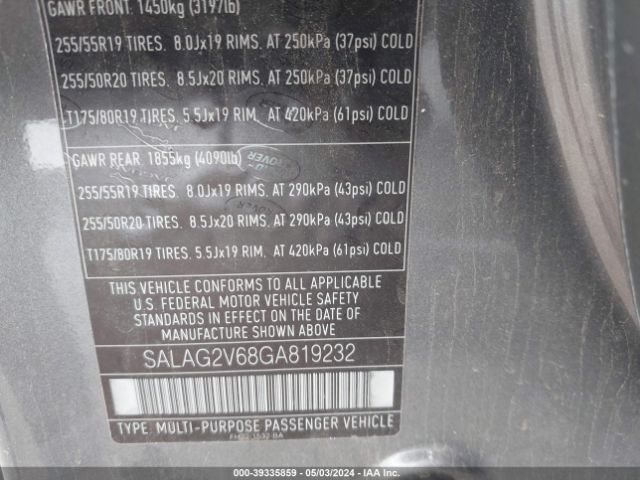 GAWR FRONT. 1450kg (3197lb)
255/55R19 TIRES. 8.0Jx19 RIMS. AT 250kPa (37psi) COLD
255/50R20 TIRES. 8.5Jx20 RIMS. AT 250kPa (37psi) COLD
T175/80R19 TIRES. 5.5Jx19 RIM. AT 420kPa (61psi) COLD
GAWR REAR. 1855kg (4090lb)
255/55R19 TIRES. 8.0Jx19 RIMS. AT 290kPa (43psi) COLD
255/50R20 TIRES. 8.5Jx20 RIMS. AT 290kPa (43psi) COLD
T175/80R19 TIRES. 5.5Jx19 RIM. AT 420kPa (61psi) COLD
THIS VEHICLE CONFORMS TO ALL APPLICABLE
U.S. FEDERAL MOTOR VEHICLE SAFETY
STANDARDS IN EFFECT ON THE DATE OF
MANUFACTURE SHOWN ABOVE
SALAG2V68GA819232
TYPE: MULTI-PURPOSE PASSENGER VEHICLE
000-39335859 - 05/03/2024 - IAA Inc.